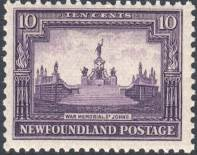 TEN CENTS
10 10
WAR MEMORIAL, ST JOHNS
NEWFOUNDLAND POSTAGE